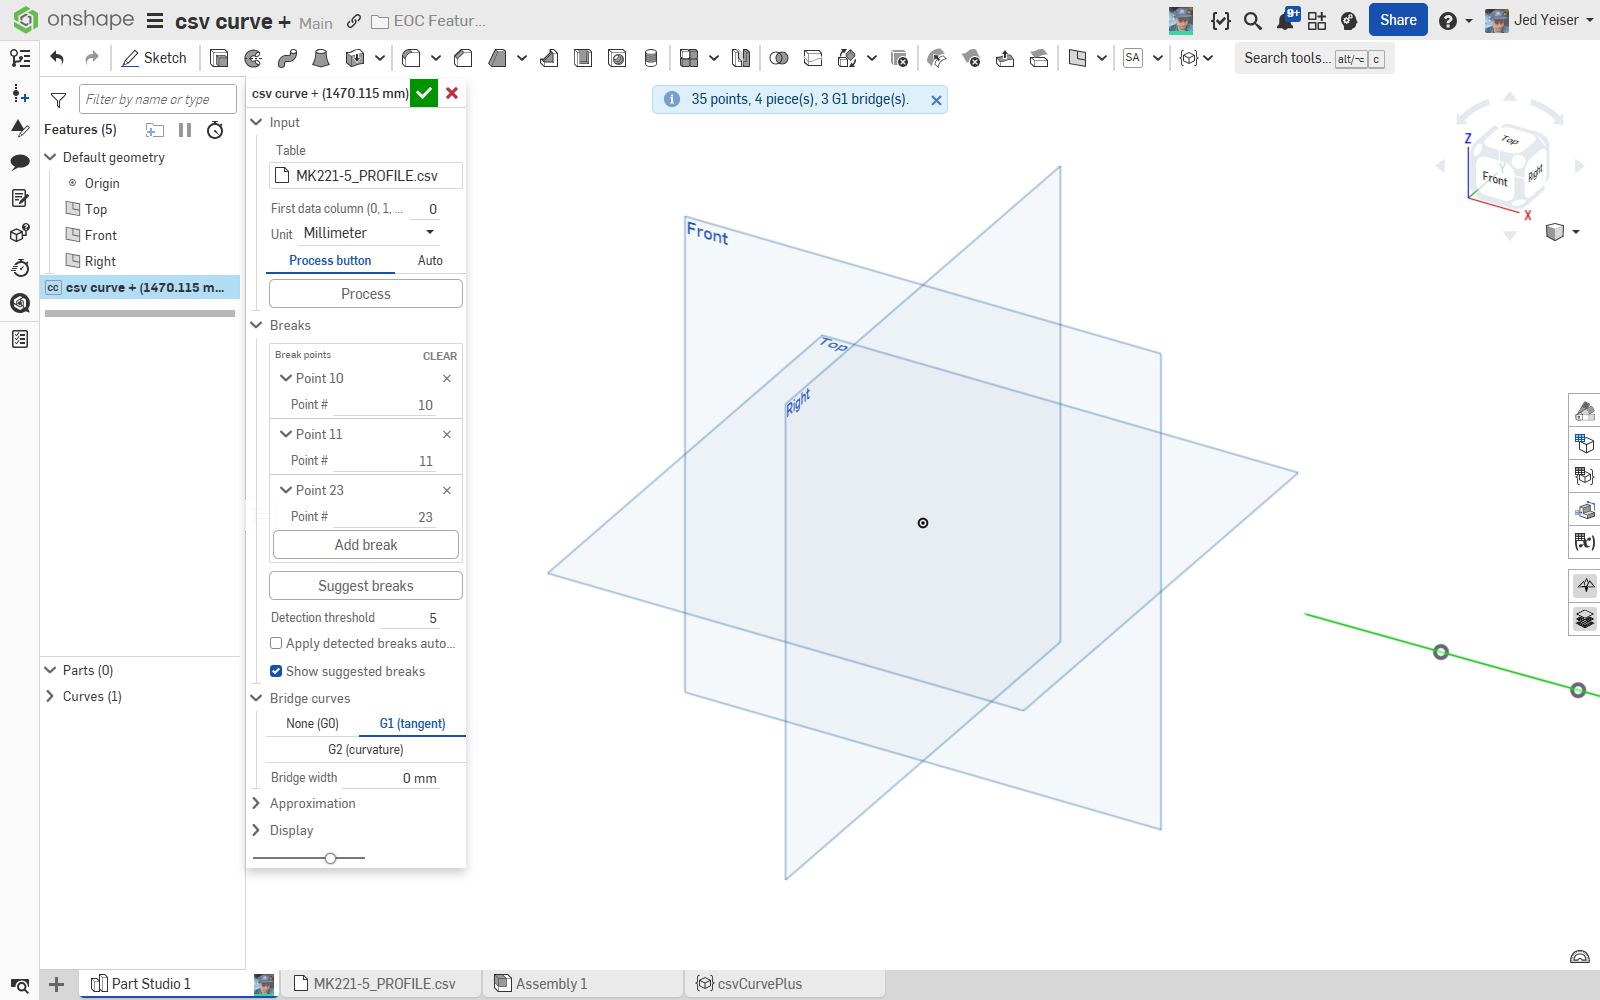 onshape
csv curve + Main
EOC Featur...
9+
Share
Jed Yeiser
Sketch
SA
Search tools... alt/⌥ c
Filter by name or type
Features (5)
Default geometry
Origin
Top
Front
Right
cc csv curve + (1470.115 m...
Parts (0)
Curves (1)
csv curve + (1470.115 mm)
Input
Table
MK221-5_PROFILE.csv
First data column (0, 1, ... 0
Unit Millimeter
Process button Auto
Process
Breaks
Break points CLEAR
Point 10
Point # 10
Point 11
Point # 11
Point 23
Point # 23
Add break
Suggest breaks
Detection threshold 5
Apply detected breaks auto...
Show suggested breaks
Bridge curves
None (G0) G1 (tangent)
G2 (curvature)
Bridge width 0 mm
Approximation
Display
35 points, 4 piece(s), 3 G1 bridge(s).
Front
Top
Right
Z
Top
Y
Front
Right
X
Part Studio 1
MK221-5_PROFILE.csv
Assembly 1
csvCurvePlus